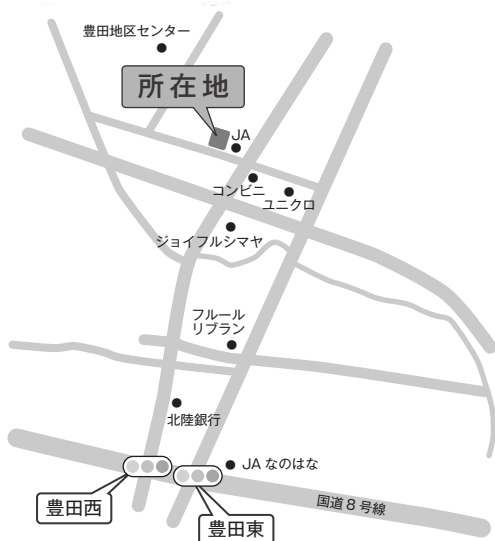 豊田地区センター
所在地
JA
コンビニ
ユニクロ
ジョイフルシマヤ
フルール
リブラン
北陸銀行
JA なのはな
国道8号線
豊田西
豊田東